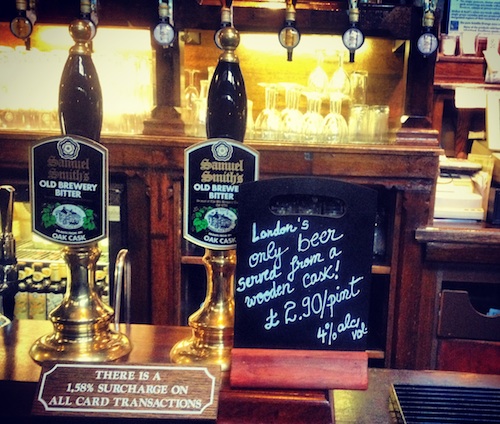 Samuel
Smith's
OLD BREWERY
BITTER
OAK CASK
Samuel
Smith's
OLD BREWE
BITTER
OAK CASK
London's
only beer
served from a
wooden cask!
£ 2.90/pint
4% alc
vol
THERE IS A
1,58% SURCHARGE ON
ALL CARD TRANSACTIONS